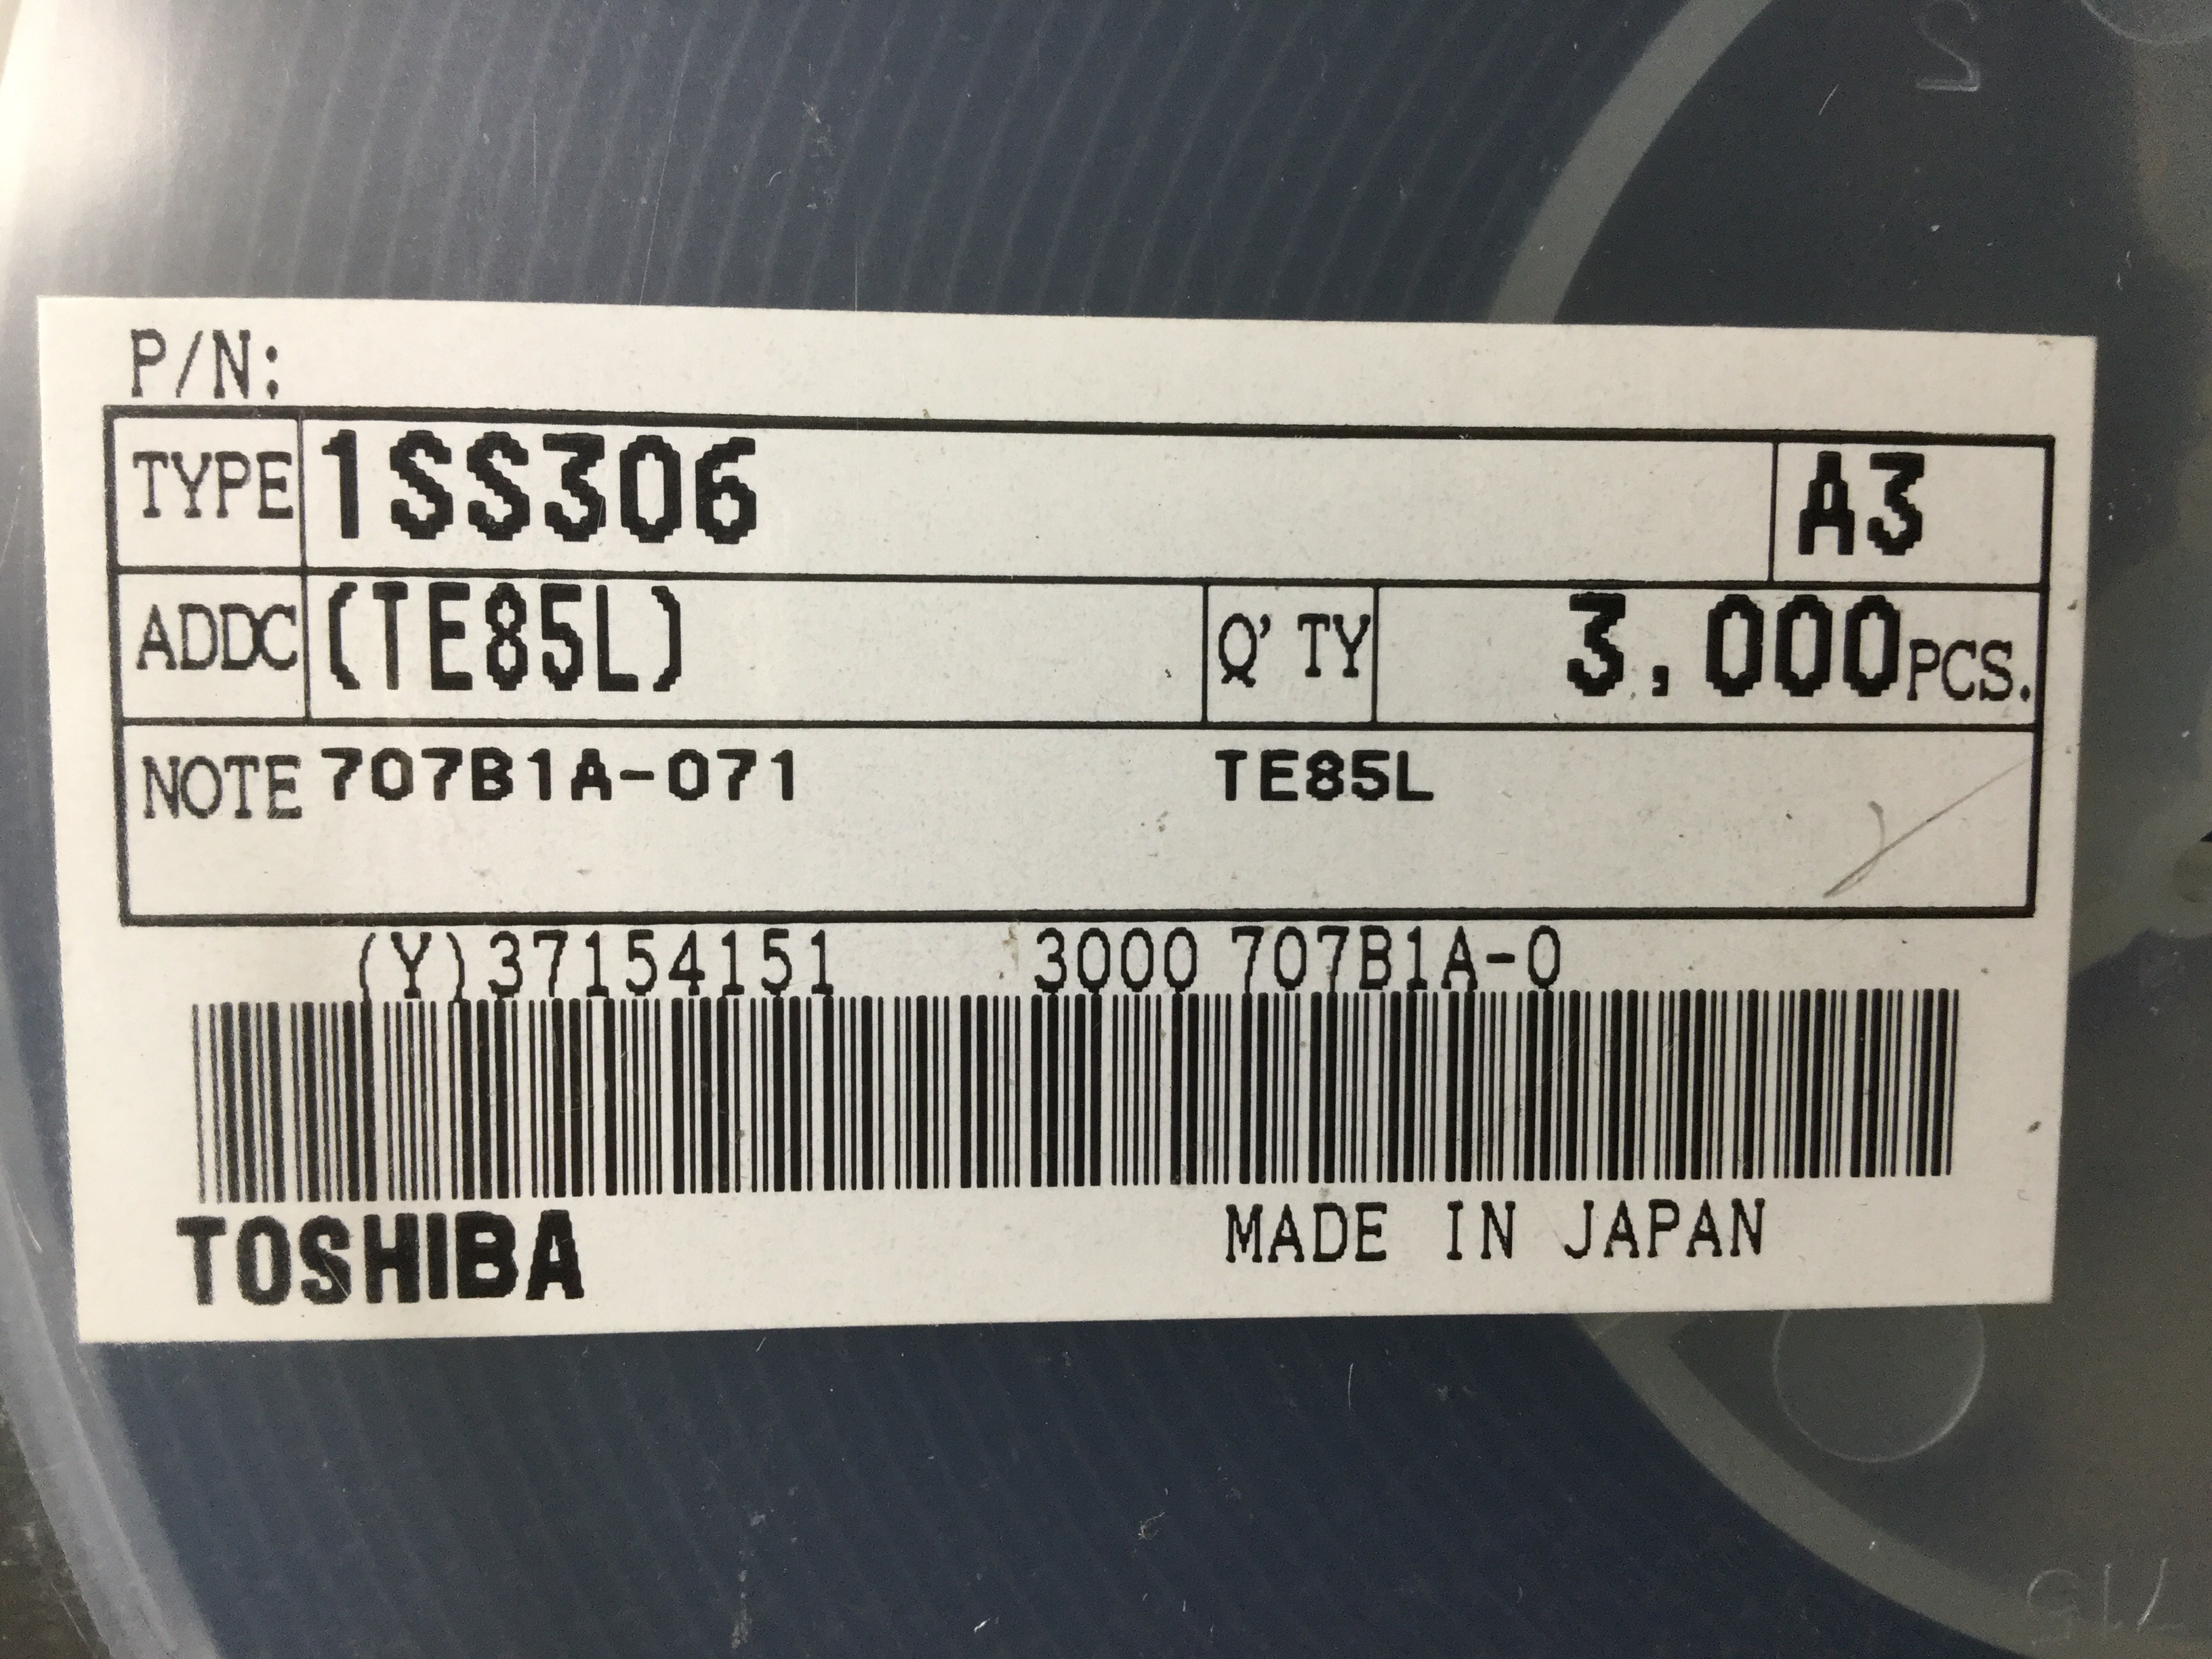 P/N:
TYPE 1SS306 A3
ADDC (TE85L) Q'TY 3,000PCS.
NOTE 707B1A-071 TE85L
(Y)37154151 3000 707B1A-0
TOSHIBA MADE IN JAPAN